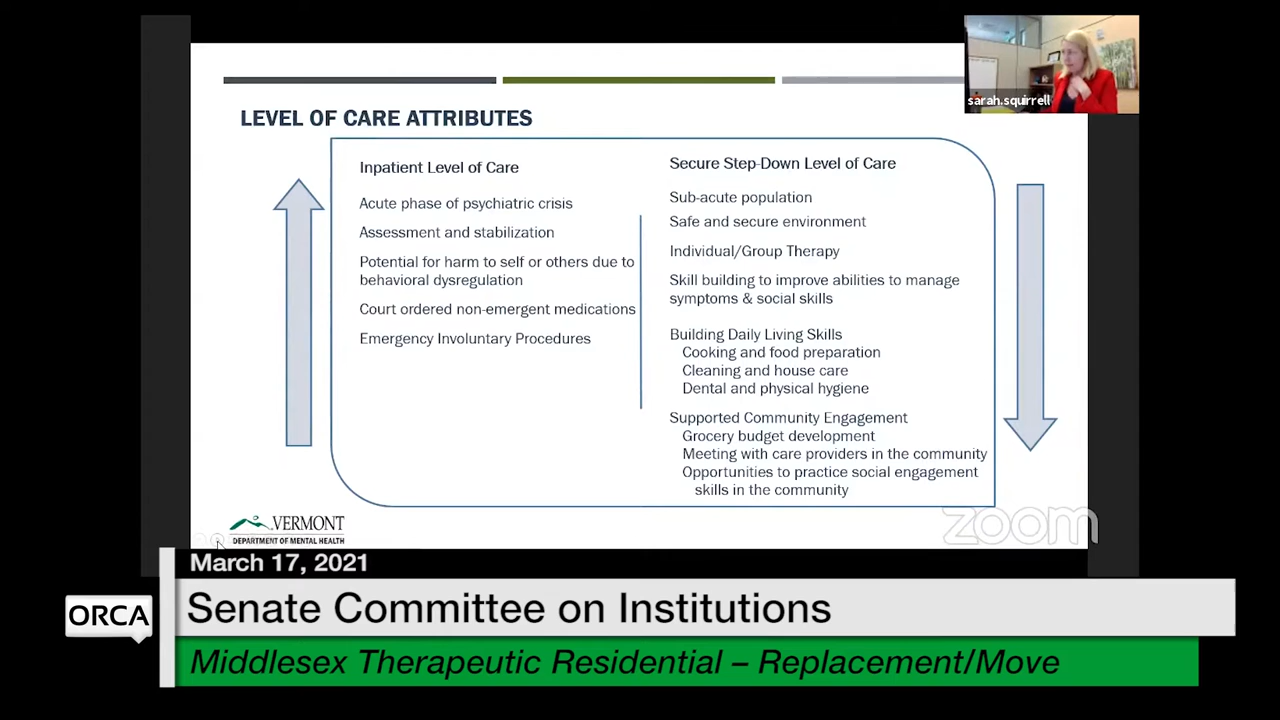 sarah.squirrell
LEVEL OF CARE ATTRIBUTES
Inpatient Level of Care
Acute phase of psychiatric crisis
Assessment and stabilization
Potential for harm to self or others due to
behavioral dysregulation
Court ordered non-emergent medications
Emergency Involuntary Procedures
Secure Step-Down Level of Care
Sub-acute population
Safe and secure environment
Individual/Group Therapy
Skill building to improve abilities to manage
symptoms & social skills
Building Daily Living Skills
Cooking and food preparation
Cleaning and house care
Dental and physical hygiene
Supported Community Engagement
Grocery budget development
Meeting with care providers in the community
Opportunities to practice social engagement
skills in the community
VERMONT
DEPARTMENT OF MENTAL HEALTH
zoom
March 17, 2021
ORCA
Senate Committee on Institutions
Middlesex Therapeutic Residential – Replacement/Move